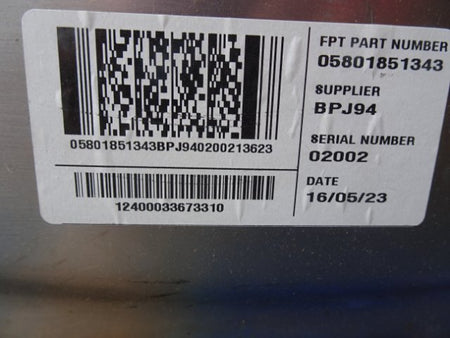 05801851343BPJ940200213623
12400033673310
FPT PART NUMBER
05801851343
SUPPLIER
BPJ94
SERIAL NUMBER
02002
DATE
16/05/23